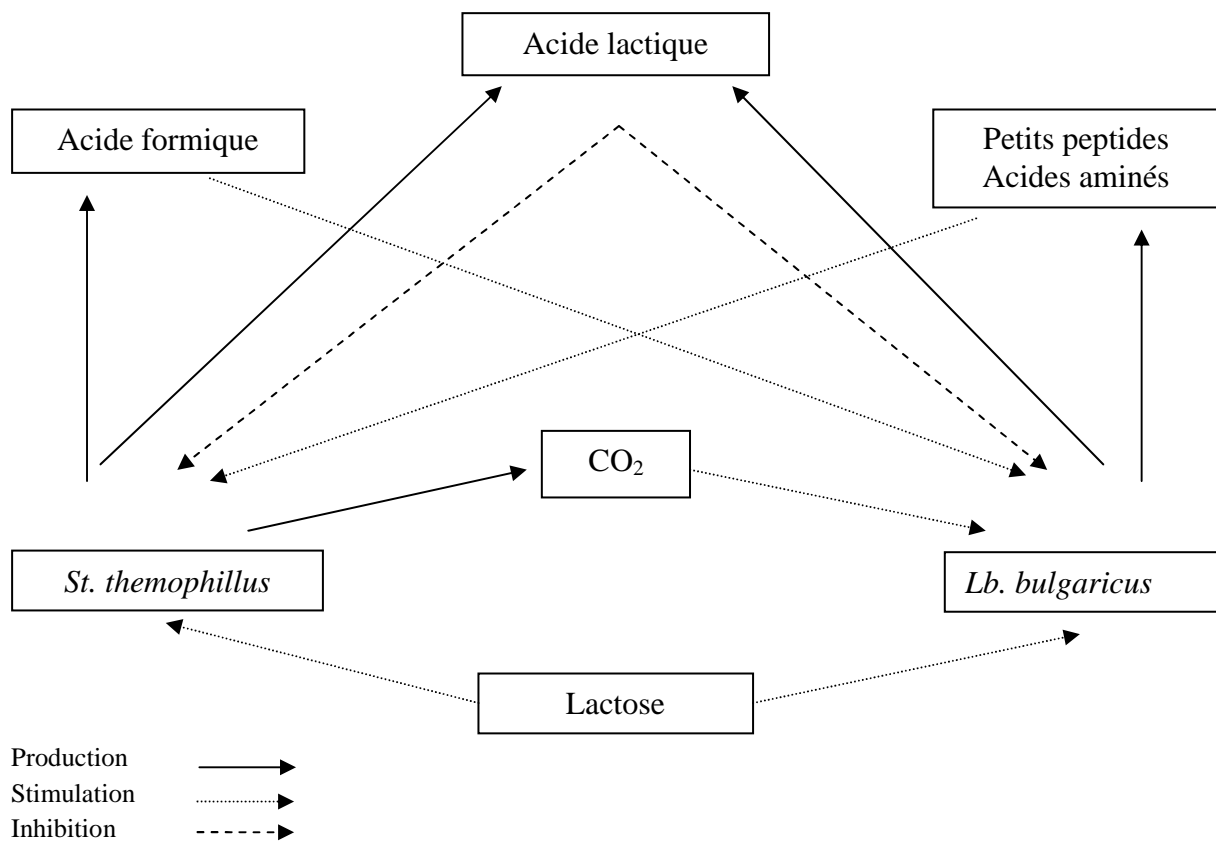 Acide lactique
Acide formique
Petits peptides
Acides aminés
CO₂
St. themophillus
Lb. bulgaricus
Lactose
Production
Stimulation
Inhibition